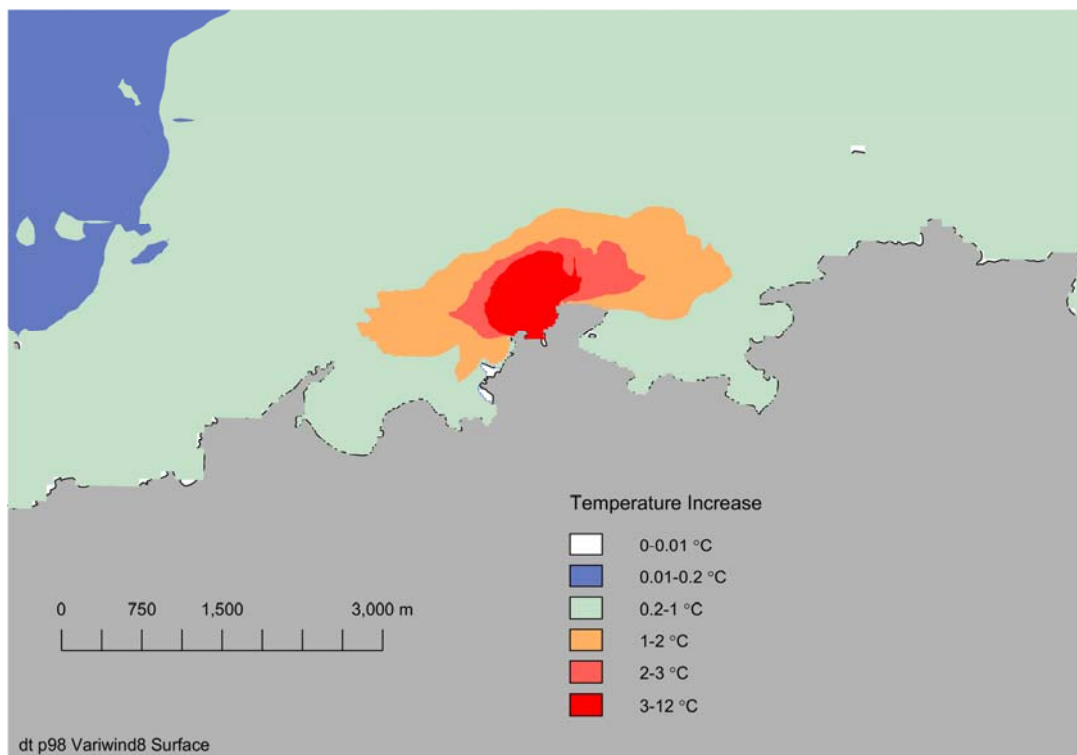 Temperature Increase
0-0.01 °C
0.01-0.2 °C
0.2-1 °C
1-2 °C
2-3 °C
3-12 °C
0 750 1,500 3,000 m
dt p98 Variwind8 Surface